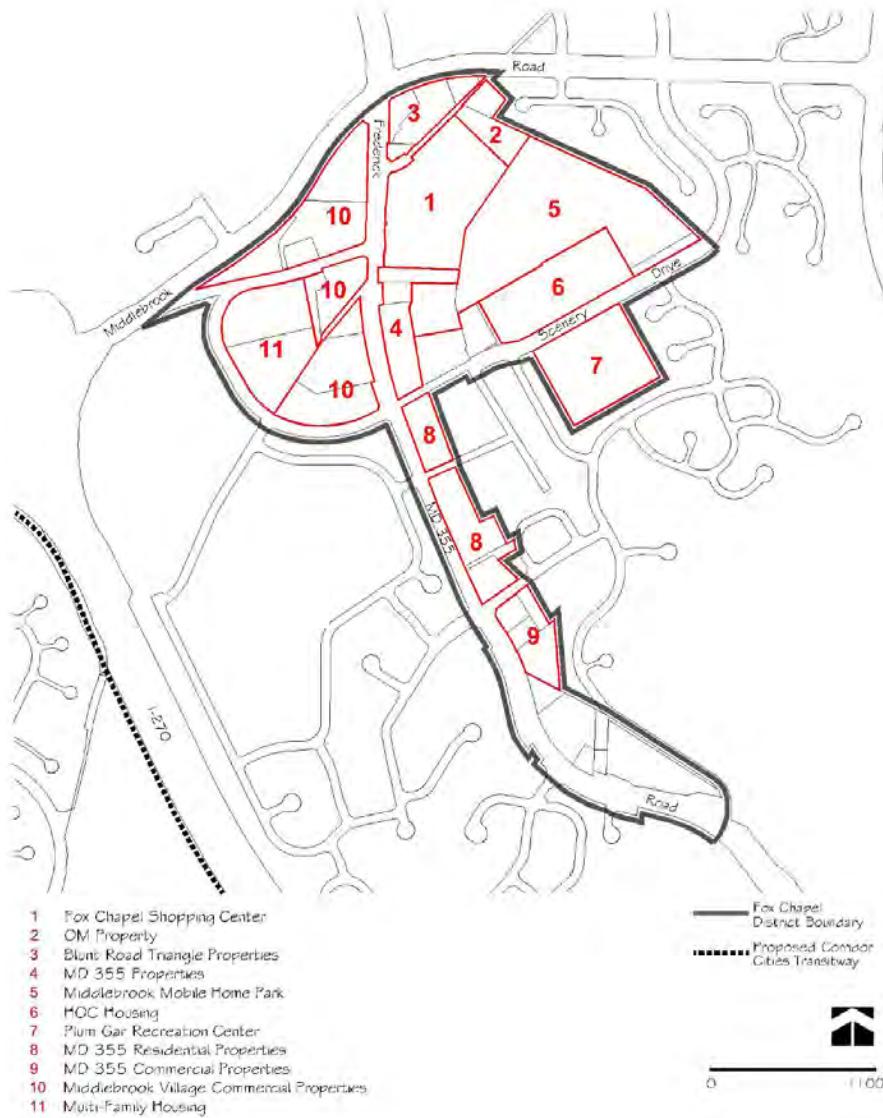 Road
3
Frederick
2
1
5
10
6
Drive
10
Middlebrook
Scenery
4
11
7
10
8
MD 355
8
9
I-270
Road
1 Fox Chapel Shopping Center
2 OM Property
3 Blunt Road Triangle Properties
4 MD 355 Properties
5 Middlebrook Mobile Home Park
6 HOC Housing
7 Plum Gar Recreation Center
8 MD 355 Residential Properties
9 MD 355 Commercial Properties
10 Middlebrook Village Commercial Properties
11 Multi-Family Housing
Fox Chapel
District Boundary
Proposed Corridor
Cities Transitway
0 1100